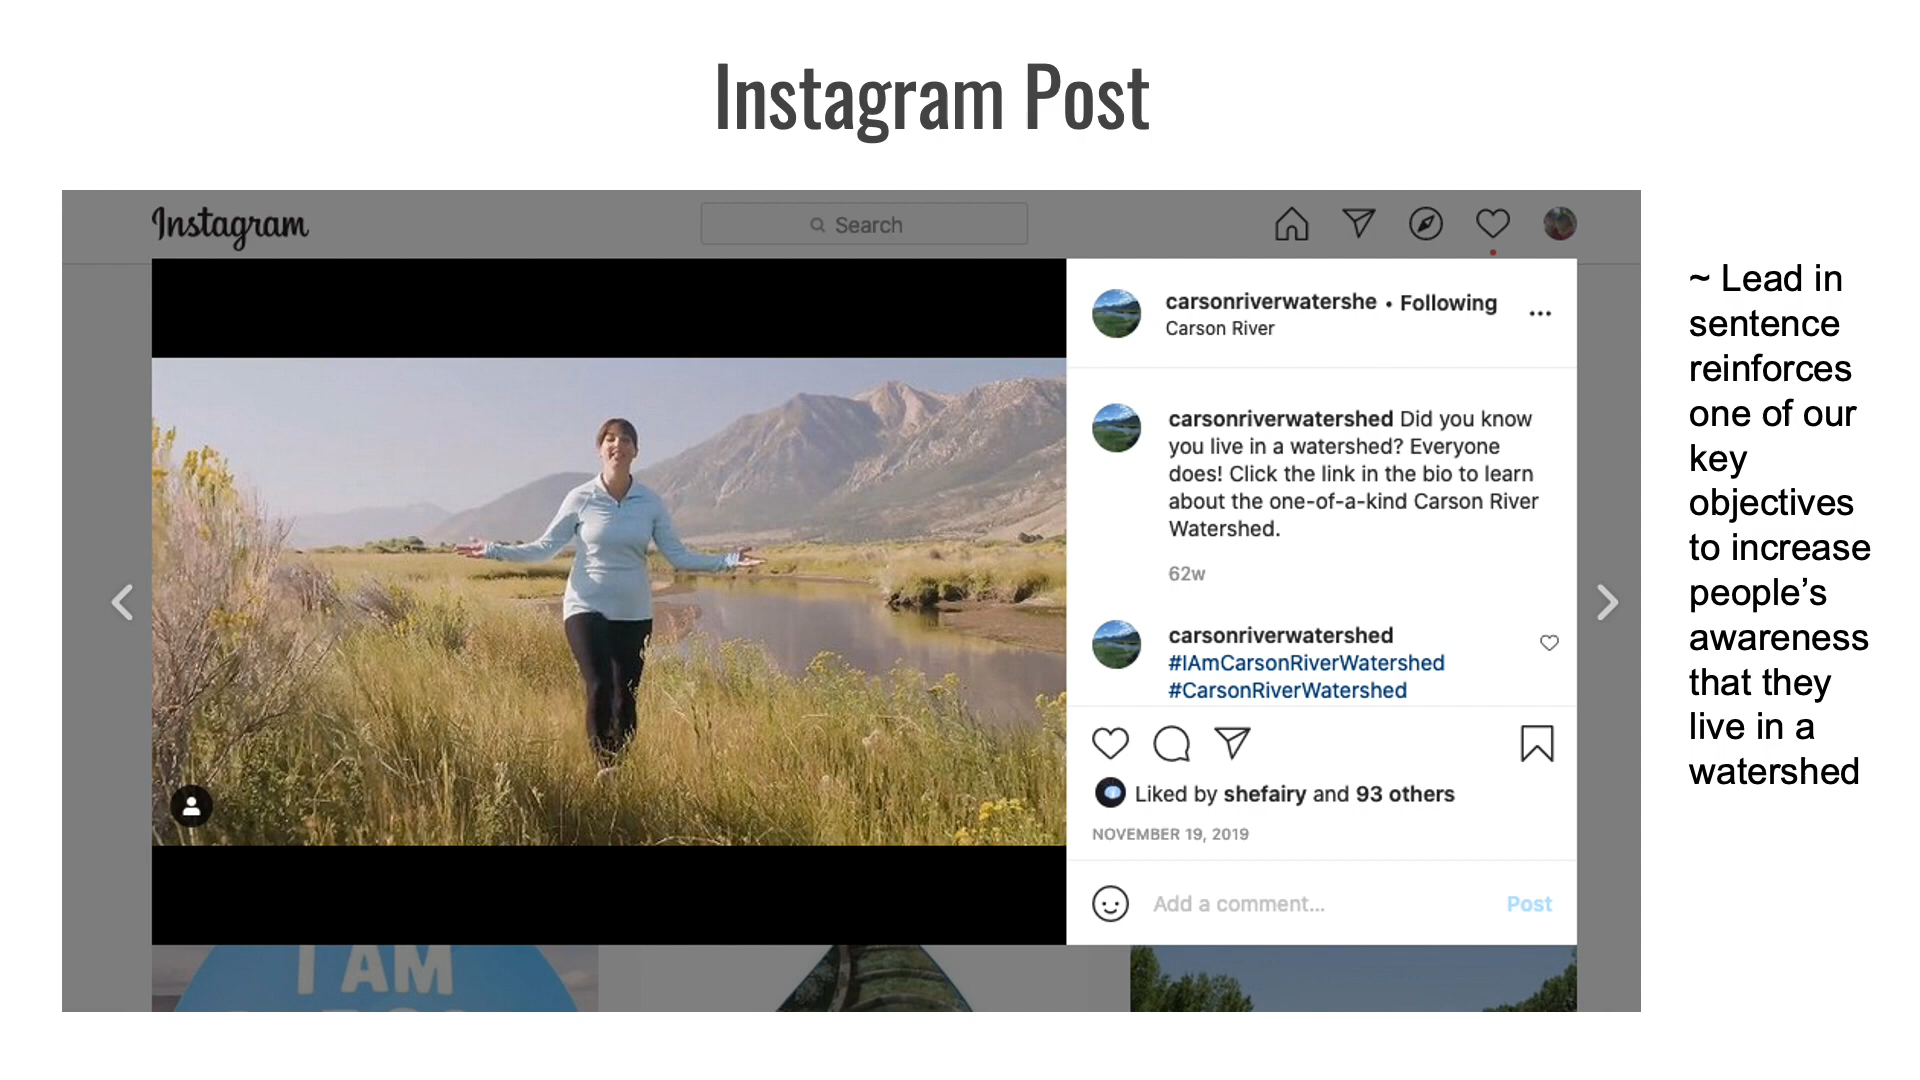 Instagram Post
Instagram
Search
carsonriverwatershe • Following
Carson River
carsonriverwatershed Did you know
you live in a watershed? Everyone
does! Click the link in the bio to learn
about the one-of-a-kind Carson River
Watershed.
62w
carsonriverwatershed
#IAmCarsonRiverWatershed
#CarsonRiverWatershed
Liked by shefairy and 93 others
NOVEMBER 19, 2019
Add a comment...
Post
I AM
~ Lead in
sentence
reinforces
one of our
key
objectives
to increase
people’s
awareness
that they
live in a
watershed